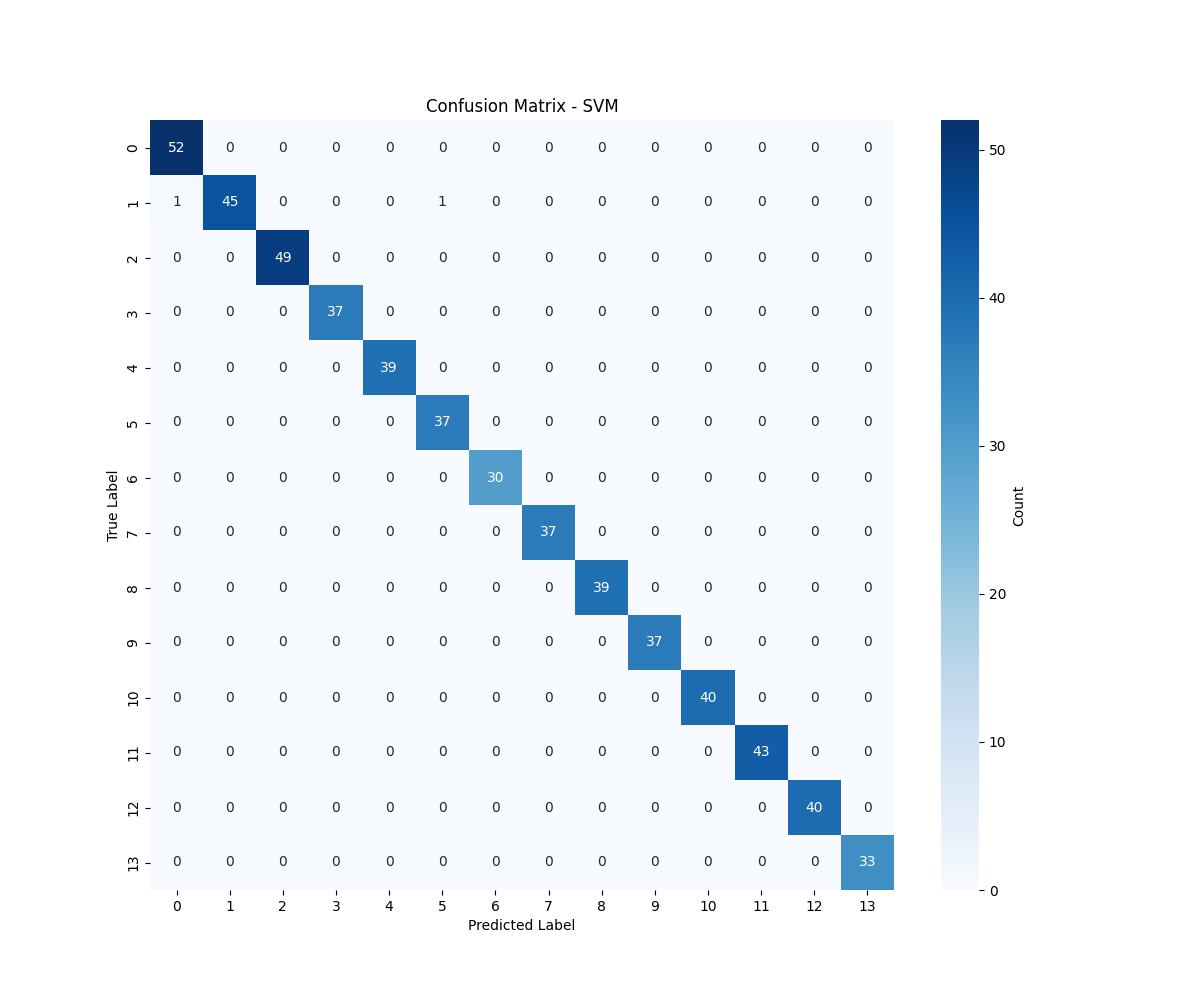 Confusion Matrix - SVM
0 52 0 0 0 0 0 0 0 0 0 0 0 0 0
1 1 45 0 0 0 1 0 0 0 0 0 0 0 0
2 0 0 49 0 0 0 0 0 0 0 0 0 0 0
3 0 0 0 37 0 0 0 0 0 0 0 0 0 0
4 0 0 0 0 39 0 0 0 0 0 0 0 0 0
5 0 0 0 0 0 37 0 0 0 0 0 0 0 0
6 0 0 0 0 0 0 30 0 0 0 0 0 0 0
7 0 0 0 0 0 0 0 37 0 0 0 0 0 0
8 0 0 0 0 0 0 0 0 39 0 0 0 0 0
9 0 0 0 0 0 0 0 0 0 37 0 0 0 0
10 0 0 0 0 0 0 0 0 0 0 40 0 0 0
11 0 0 0 0 0 0 0 0 0 0 0 43 0 0
12 0 0 0 0 0 0 0 0 0 0 0 0 40 0
13 0 0 0 0 0 0 0 0 0 0 0 0 0 33
0 1 2 3 4 5 6 7 8 9 10 11 12 13
Predicted Label
True Label
50
40
30
20
10
0
Count